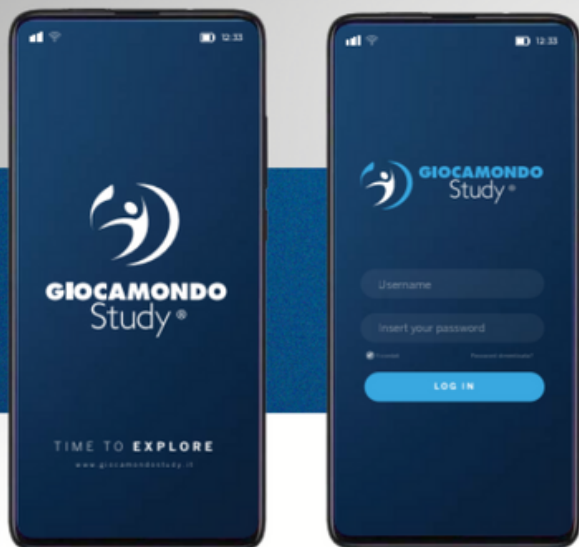 12:33
GIOCAMONDO
Study®
TIME TO EXPLORE
www.giocamondostudy.it
12:33
GIOCAMONDO
Study®
Username
Insert your password
Password dimenticata?
LOG IN